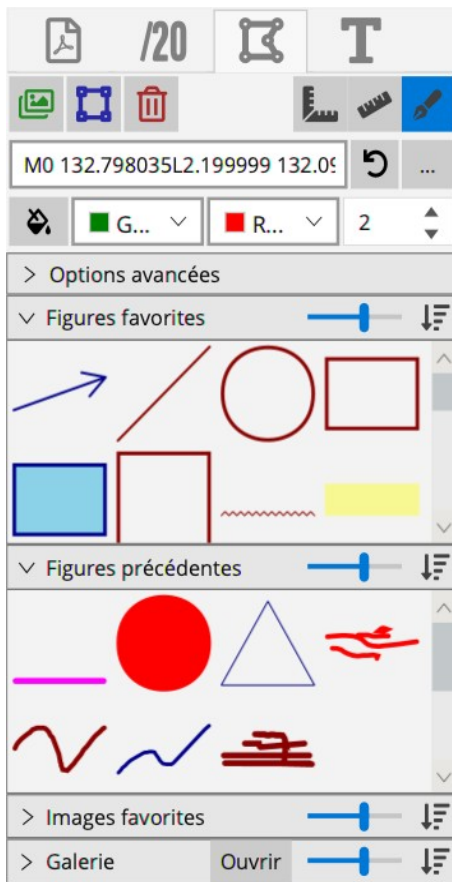 /20 T
M0 132.798035L2.199999 132.09
...
G... R... 2
Options avancées
Figures favorites
Figures précédentes
Images favorites
Galerie Ouvrir